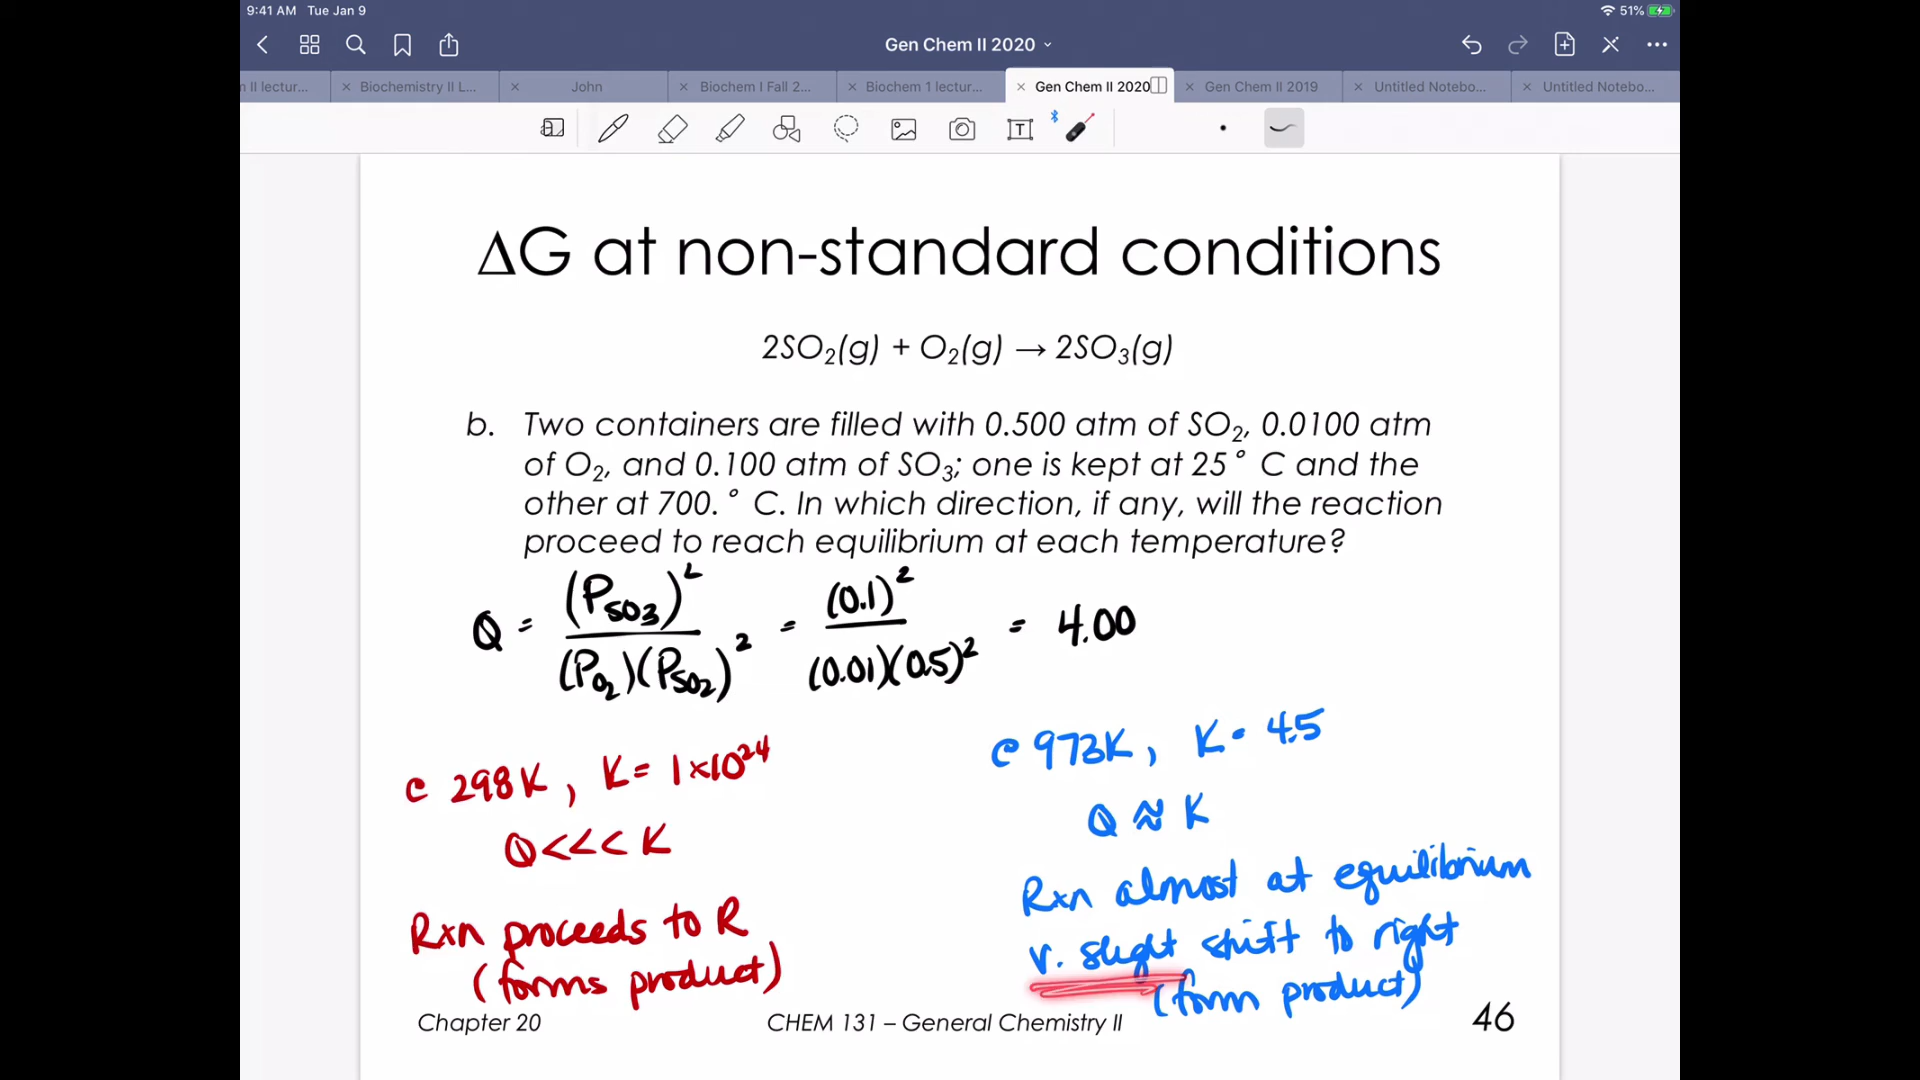 9:41 AM Tue Jan 9
51%
Gen Chem II 2020
m II lectur...
Biochemistry II L...
John
Biochem I Fall 2...
Biochem 1 lectur...
Gen Chem II 2020
Gen Chem II 2019
Untitled Notebo...
Untitled Notebo...
ΔG at non-standard conditions
2SO₂(g) + O₂(g) → 2SO₃(g)
b. Two containers are filled with 0.500 atm of SO₂, 0.0100 atm
of O₂, and 0.100 atm of SO₃; one is kept at 25° C and the
other at 700.° C. In which direction, if any, will the reaction
proceed to reach equilibrium at each temperature?
Q = (P_SO3)² / (P_O2)(P_SO2)² = (0.1)² / (0.01)(0.5)² = 4.00
@ 298K, K = 1×10²⁴
Q <<< K
Rxn proceeds to R
(forms product)
@ 973K, K = 4.5
Q ≈ K
Rxn almost at equilibrium
v. slight shift to right
(form product)
Chapter 20
CHEM 131 – General Chemistry II
46